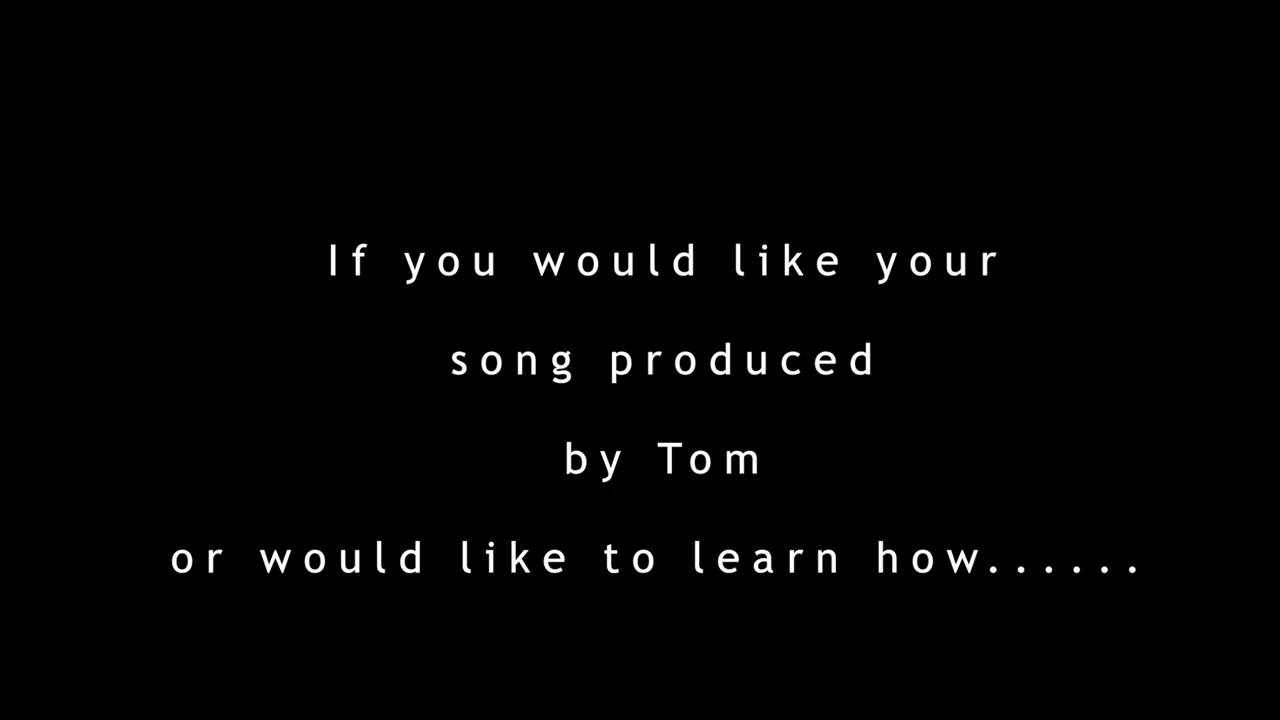 If you would like your
song produced
by Tom
or would like to learn how......